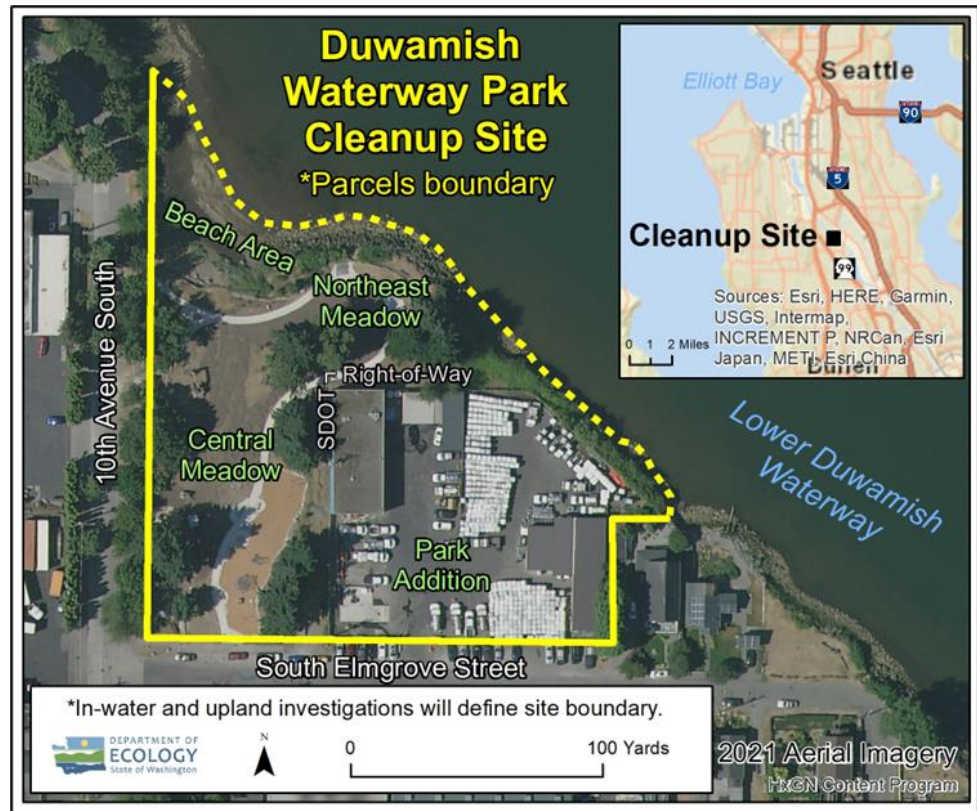 Duwamish
Waterway Park
Cleanup Site
*Parcels boundary
Elliott Bay
Seattle
90
5
Cleanup Site
99
Sources: Esri, HERE, Garmin,
USGS, Intermap,
INCREMENT P, NRCan, Esri
Japan, METI, Esri China
0 1 2 Miles
Beach Area
Northeast
Meadow
10th Avenue South
Right-of-Way
SDOT
Central
Meadow
Park
Addition
Lower Duwamish
Waterway
South Elmgrove Street
*In-water and upland investigations will define site boundary.
DEPARTMENT OF
ECOLOGY
State of Washington
N
0 100 Yards
2021 Aerial Imagery
HxGN Content Program